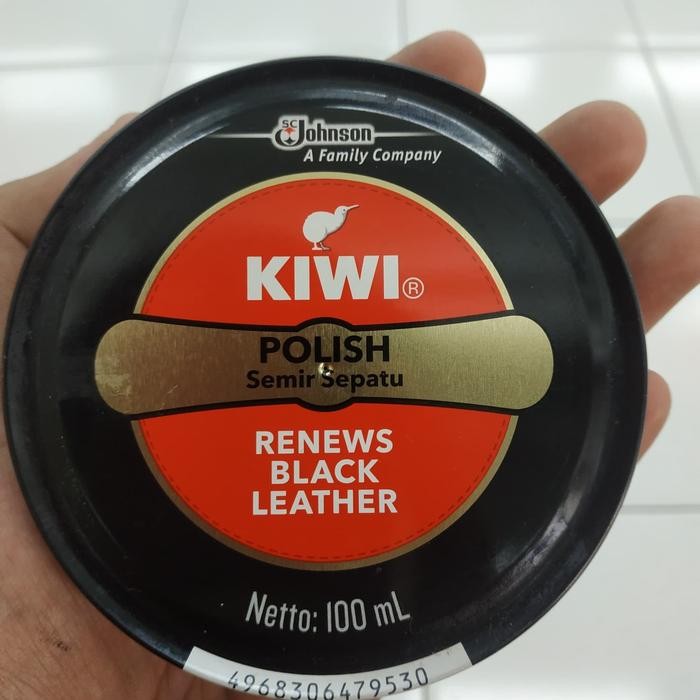 SC Johnson
A Family Company
KIWI®
POLISH
Semir Sepatu
RENEWS
BLACK
LEATHER
Netto: 100 mL
4968306479530